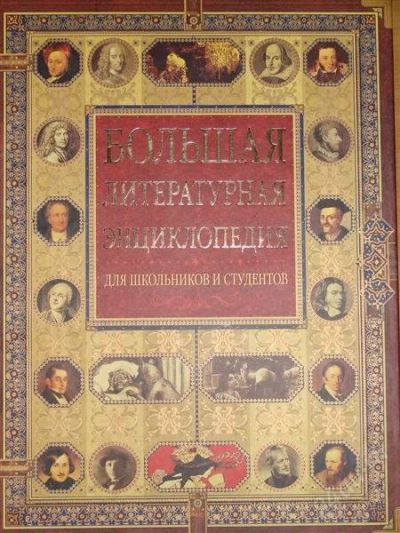 БОЛЬШАЯ
ЛИТЕРАТУРНАЯ
ЭНЦИКЛОПЕДИЯ
ДЛЯ ШКОЛЬНИКОВ И СТУДЕНТОВ